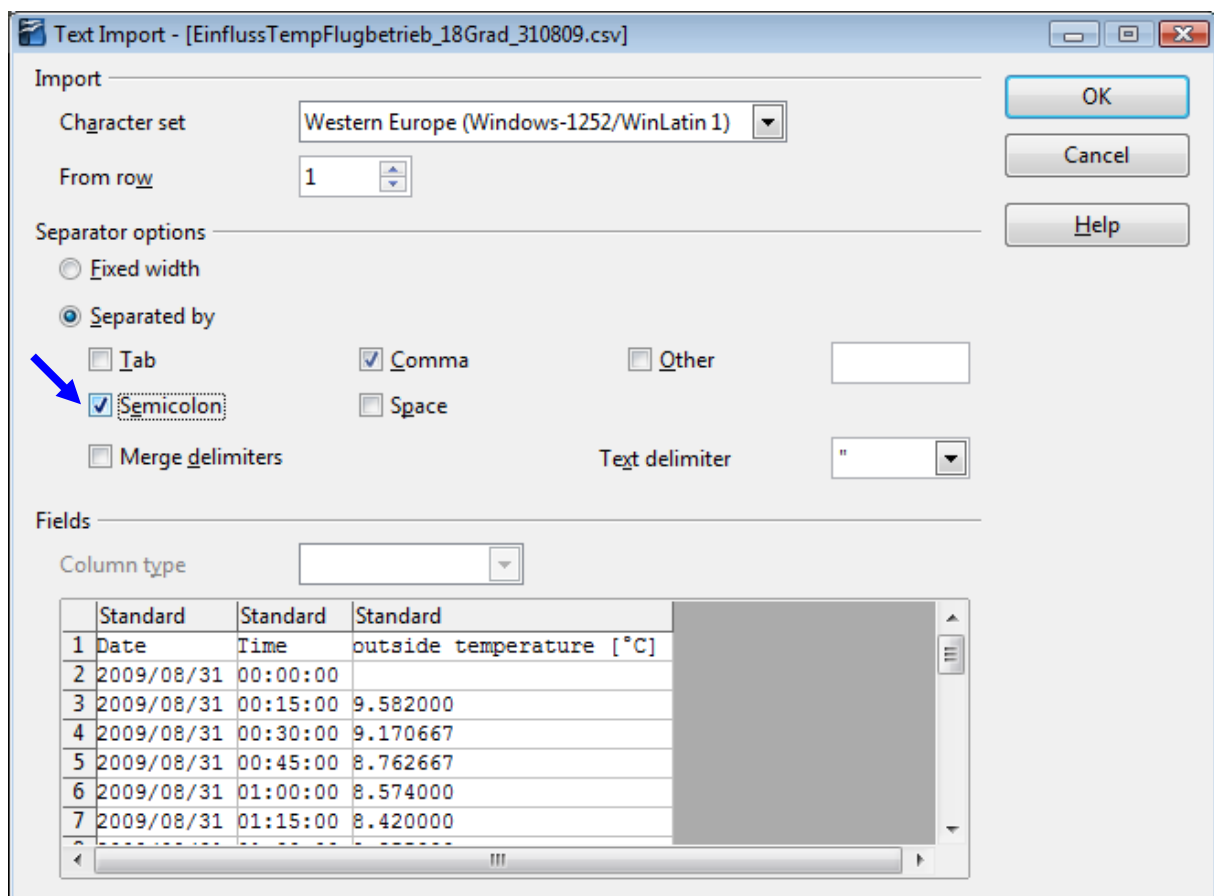 Text Import - [EinflussTempFlugbetrieb_18Grad_310809.csv]
Import
OK
Character set Western Europe (Windows-1252/WinLatin 1)
Cancel
From row 1
Separator options
Help
Fixed width
Separated by
Tab Comma Other
Semicolon Space
Merge delimiters Text delimiter "
Fields
Column type
Standard Standard Standard
1 Date Time outside temperature [°C]
2 2009/08/31 00:00:00
3 2009/08/31 00:15:00 9.582000
4 2009/08/31 00:30:00 9.170667
5 2009/08/31 00:45:00 8.762667
6 2009/08/31 01:00:00 8.574000
7 2009/08/31 01:15:00 8.420000